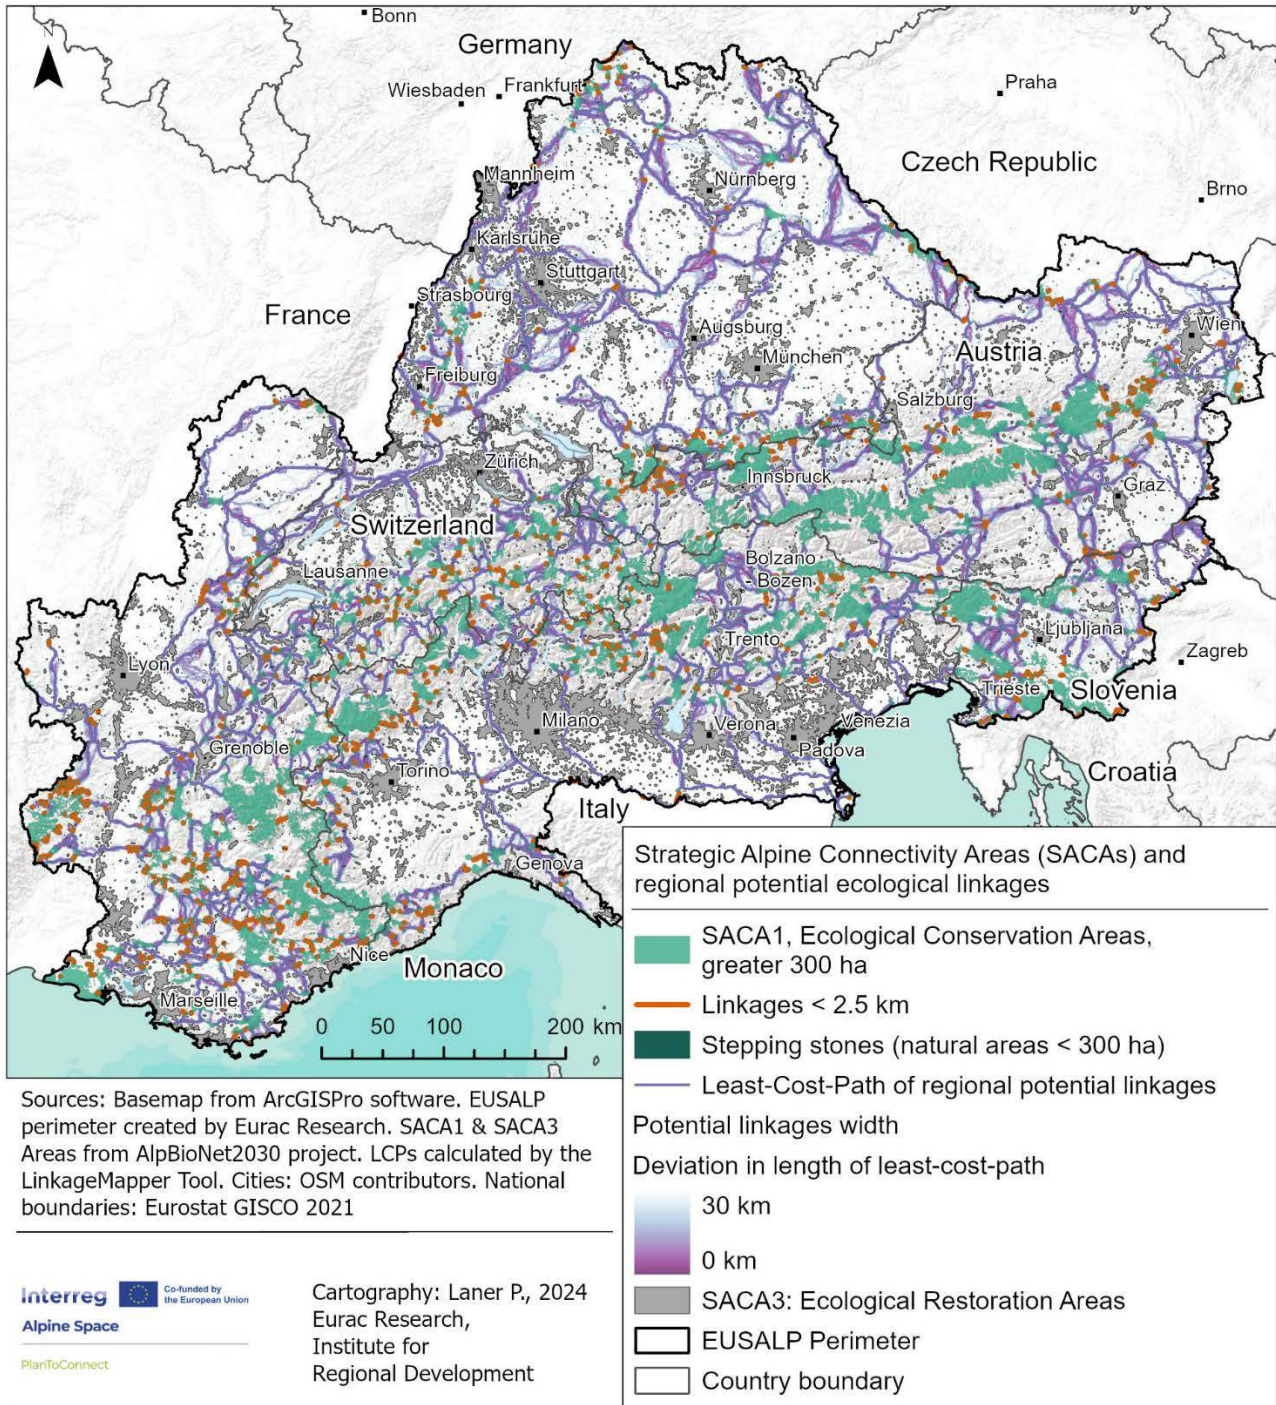 N
Bonn
Germany
Wiesbaden
Frankfurt
Praha
Czech Republic
Mannheim
Nürnberg
Brno
Karlsruhe
Stuttgart
Strasbourg
France
Augsburg
Wien
München
Austria
Freiburg
Salzburg
Zürich
Innsbruck
Graz
Switzerland
Bolzano
- Bozen
Lausanne
Trento
Ljubljana
Lyon
Zagreb
Trieste
Slovenia
Milano
Verona
Venezia
Padova
Grenoble
Torino
Croatia
Italy
Genova
Nice
Monaco
Marseille
0 50 100 200 km
Strategic Alpine Connectivity Areas (SACAs) and
regional potential ecological linkages
SACA1, Ecological Conservation Areas,
greater 300 ha
Linkages < 2.5 km
Stepping stones (natural areas < 300 ha)
Least-Cost-Path of regional potential linkages
Potential linkages width
Deviation in length of least-cost-path
30 km
0 km
SACA3: Ecological Restoration Areas
EUSALP Perimeter
Country boundary
Sources: Basemap from ArcGISPro software. EUSALP
perimeter created by Eurac Research. SACA1 & SACA3
Areas from AlpBioNet2030 project. LCPs calculated by the
LinkageMapper Tool. Cities: OSM contributors. National
boundaries: Eurostat GISCO 2021
Interreg
Co-funded by
the European Union
Alpine Space
PlanToConnect
Cartography: Laner P., 2024
Eurac Research,
Institute for
Regional Development